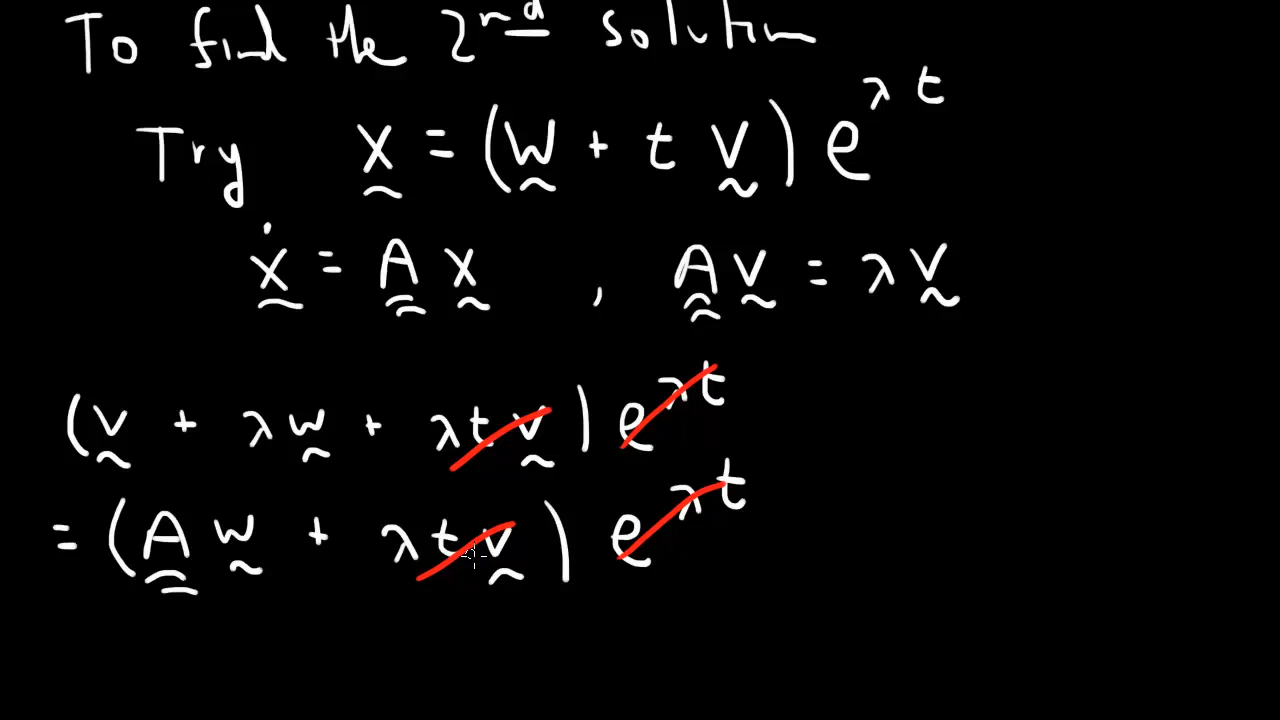 To find the 2nd solution
Try x = (w + t v) e^λt
ẋ = A x , A v = λ v
(v + λ w + λ t v) e^λt
= (A w + λ t v) e^λt